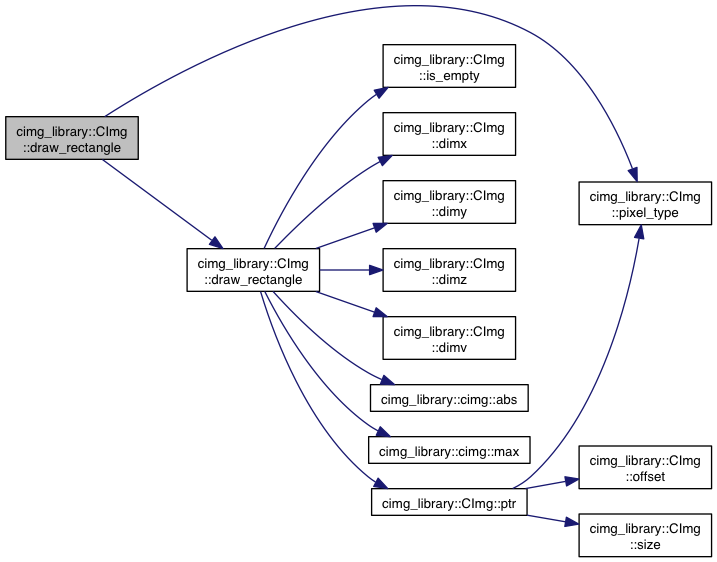 cimg_library::CImg
::draw_rectangle
cimg_library::CImg
::draw_rectangle
cimg_library::CImg
::is_empty
cimg_library::CImg
::dimx
cimg_library::CImg
::dimy
cimg_library::CImg
::dimz
cimg_library::CImg
::dimv
cimg_library::cimg::abs
cimg_library::cimg::max
cimg_library::CImg::ptr
cimg_library::CImg
::pixel_type
cimg_library::CImg
::offset
cimg_library::CImg
::size